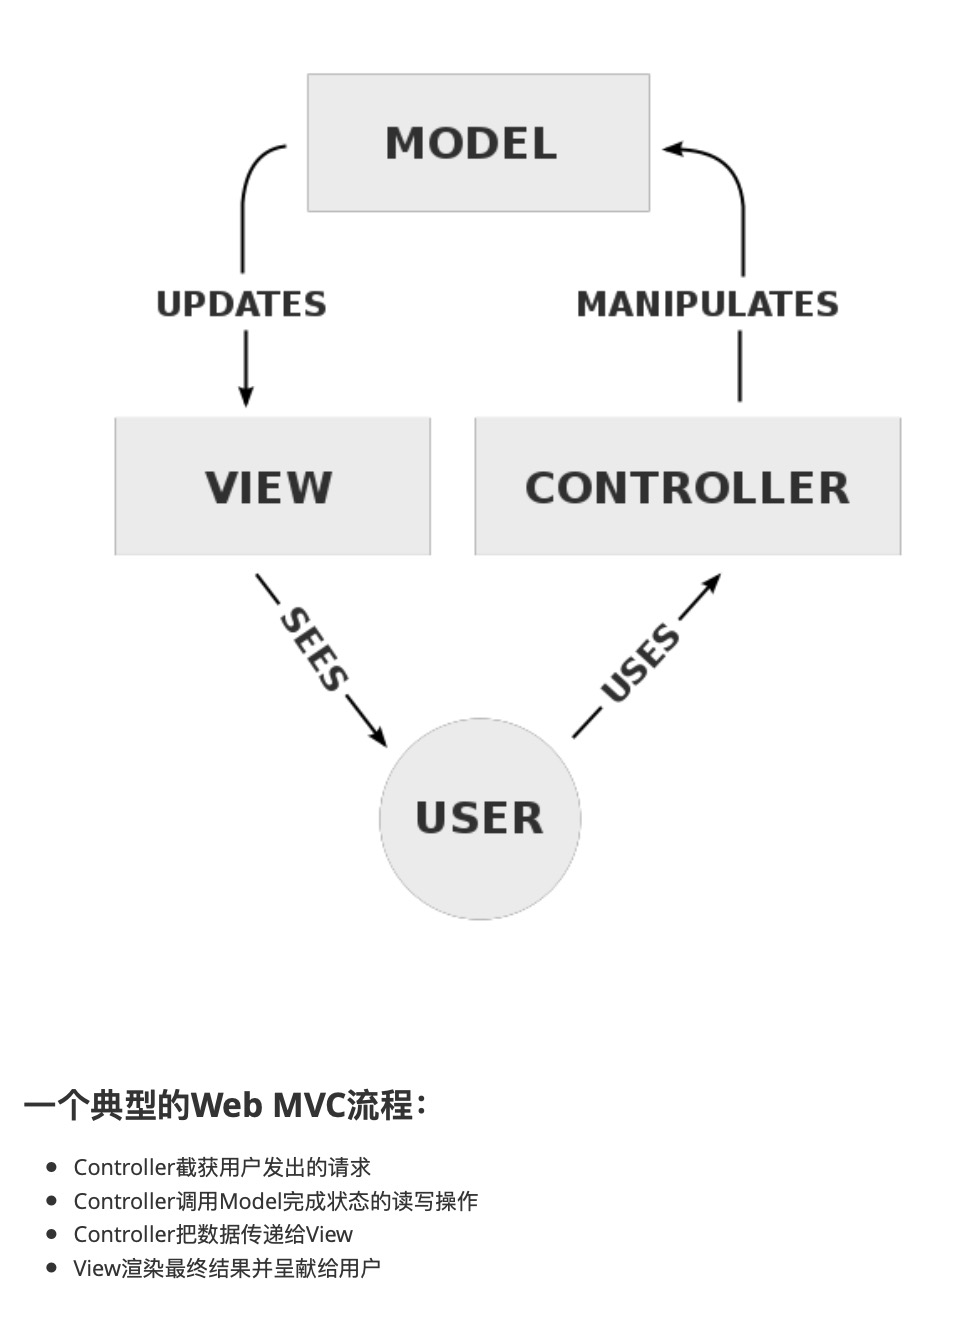 MODEL
UPDATES
MANIPULATES
VIEW
CONTROLLER
SEES
USES
USER
一个典型的Web MVC流程：
Controller截获用户发出的请求
Controller调用Model完成状态的读写操作
Controller把数据传递给View
View渲染最终结果并呈献给用户